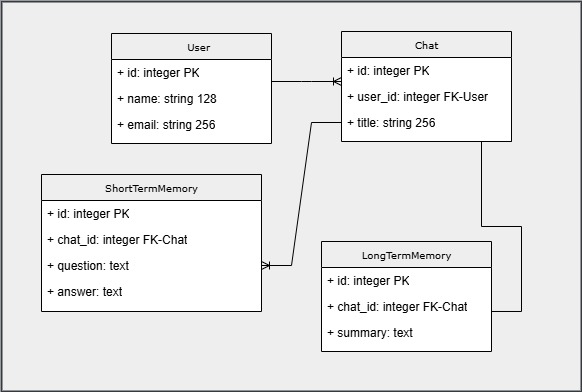 User
+ id: integer PK
+ name: string 128
+ email: string 256
Chat
+ id: integer PK
+ user_id: integer FK-User
+ title: string 256
ShortTermMemory
+ id: integer PK
+ chat_id: integer FK-Chat
+ question: text
+ answer: text
LongTermMemory
+ id: integer PK
+ chat_id: integer FK-Chat
+ summary: text